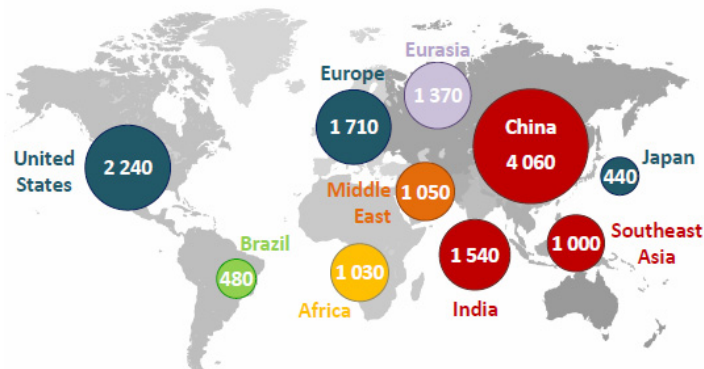 Eurasia
1 370
Europe
1 710
China
4 060
United
States
2 240
Japan
440
Middle
East
1 050
Southeast
Asia
1 000
Brazil
480
Africa
1 030
India
1 540